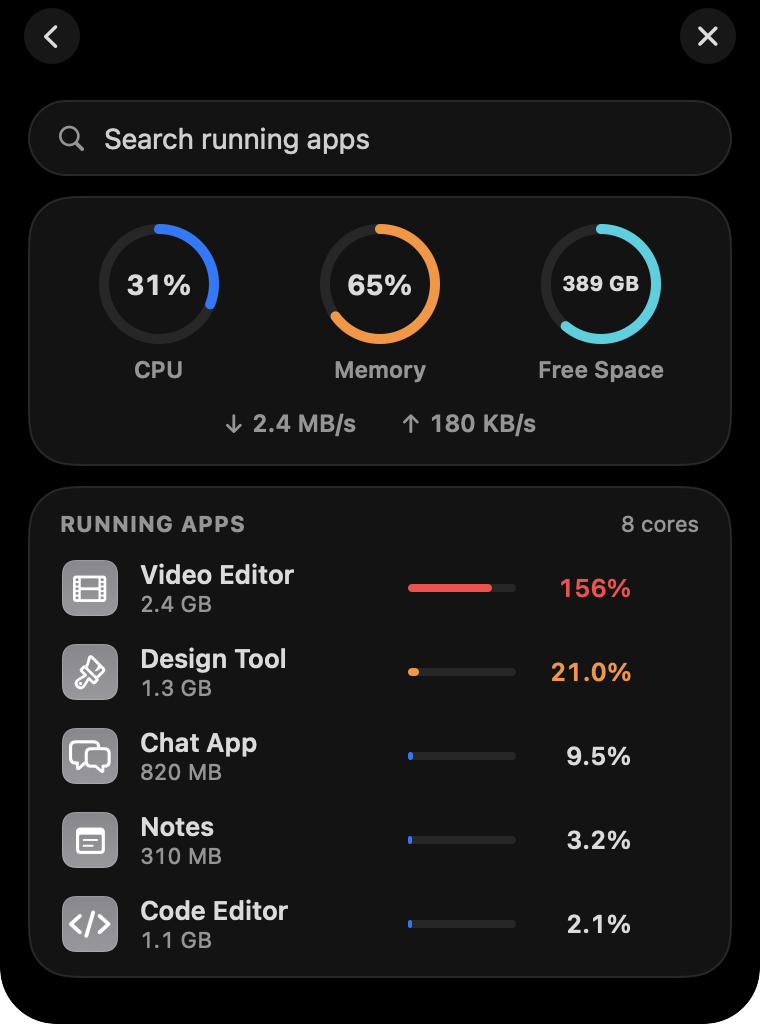 Search running apps
31%
65%
389 GB
CPU
Memory
Free Space
↓ 2.4 MB/s
↑ 180 KB/s
RUNNING APPS
8 cores
Video Editor
2.4 GB
156%
Design Tool
1.3 GB
21.0%
Chat App
820 MB
9.5%
Notes
310 MB
3.2%
Code Editor
1.1 GB
2.1%